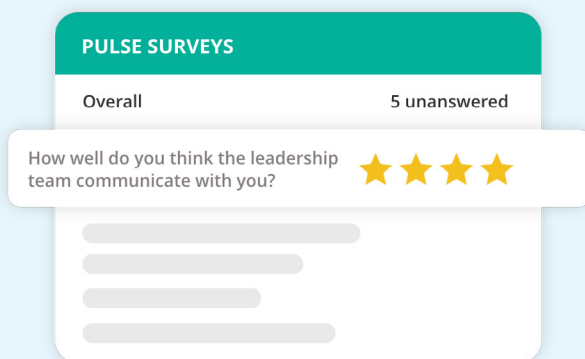 PULSE SURVEYS
Overall 5 unanswered
How well do you think the leadership
team communicate with you?